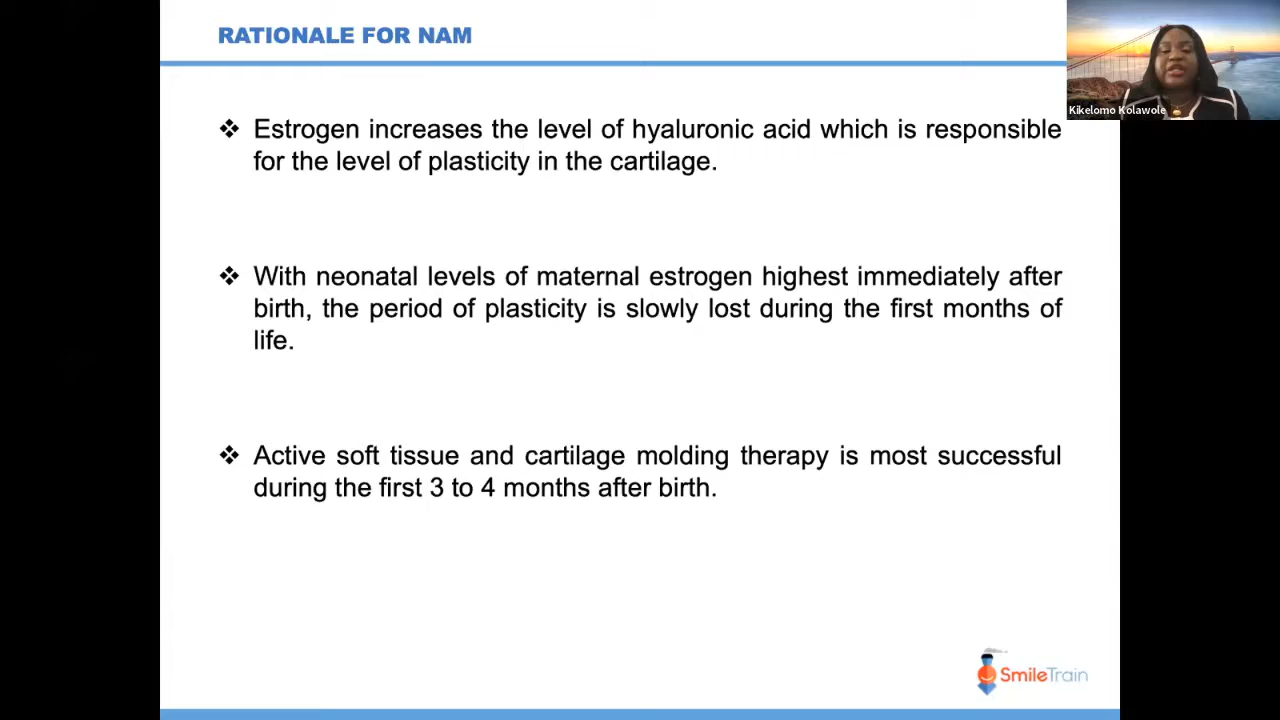 RATIONALE FOR NAM
Kikelomo Kolawole
❖ Estrogen increases the level of hyaluronic acid which is responsible
for the level of plasticity in the cartilage.
❖ With neonatal levels of maternal estrogen highest immediately after
birth, the period of plasticity is slowly lost during the first months of
life.
❖ Active soft tissue and cartilage molding therapy is most successful
during the first 3 to 4 months after birth.
SmileTrain